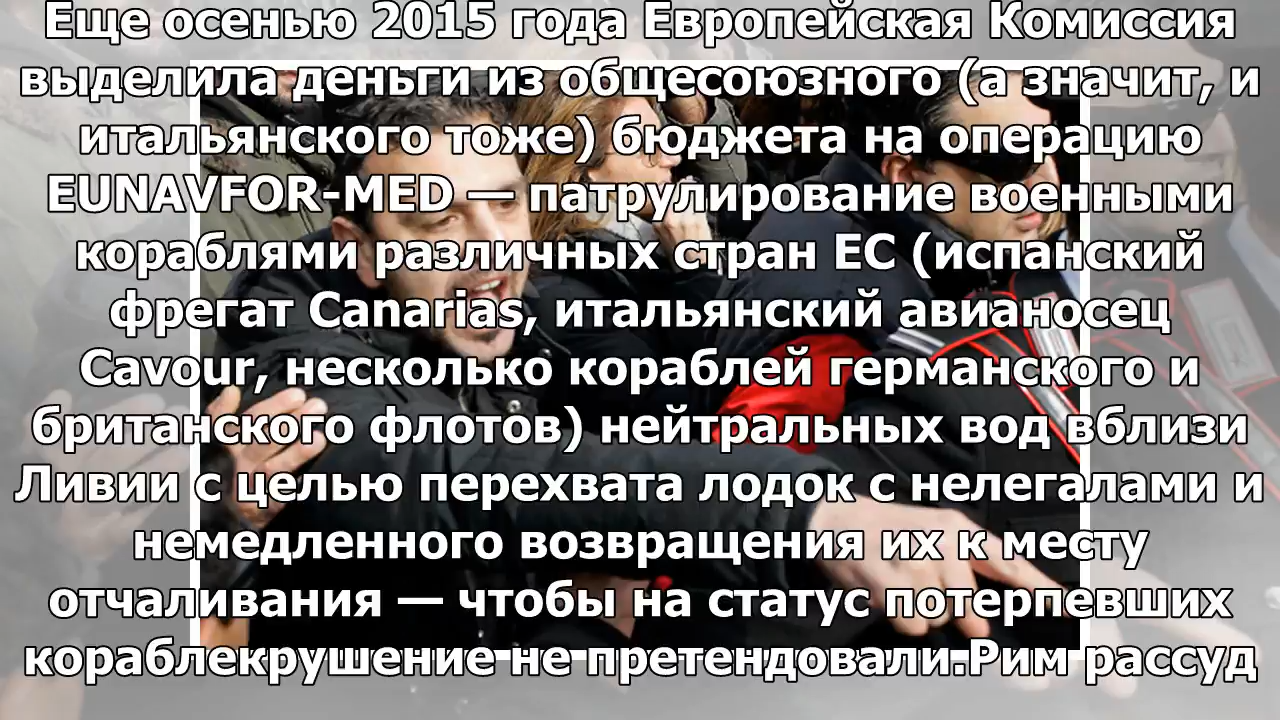 Еще осенью 2015 года Европейская Комиссия
выделила деньги из общесоюзного (а значит, и
итальянского тоже) бюджета на операцию
EUNAVFOR-MED — патрулирование военными
кораблями различных стран ЕС (испанский
фрегат Canarias, итальянский авианосец
Cavour, несколько кораблей германского и
британского флотов) нейтральных вод вблизи
Ливии с целью перехвата лодок с нелегалами и
немедленного возвращения их к месту
отчаливания — чтобы на статус потерпевших
кораблекрушение не претендовали.Рим рассуд